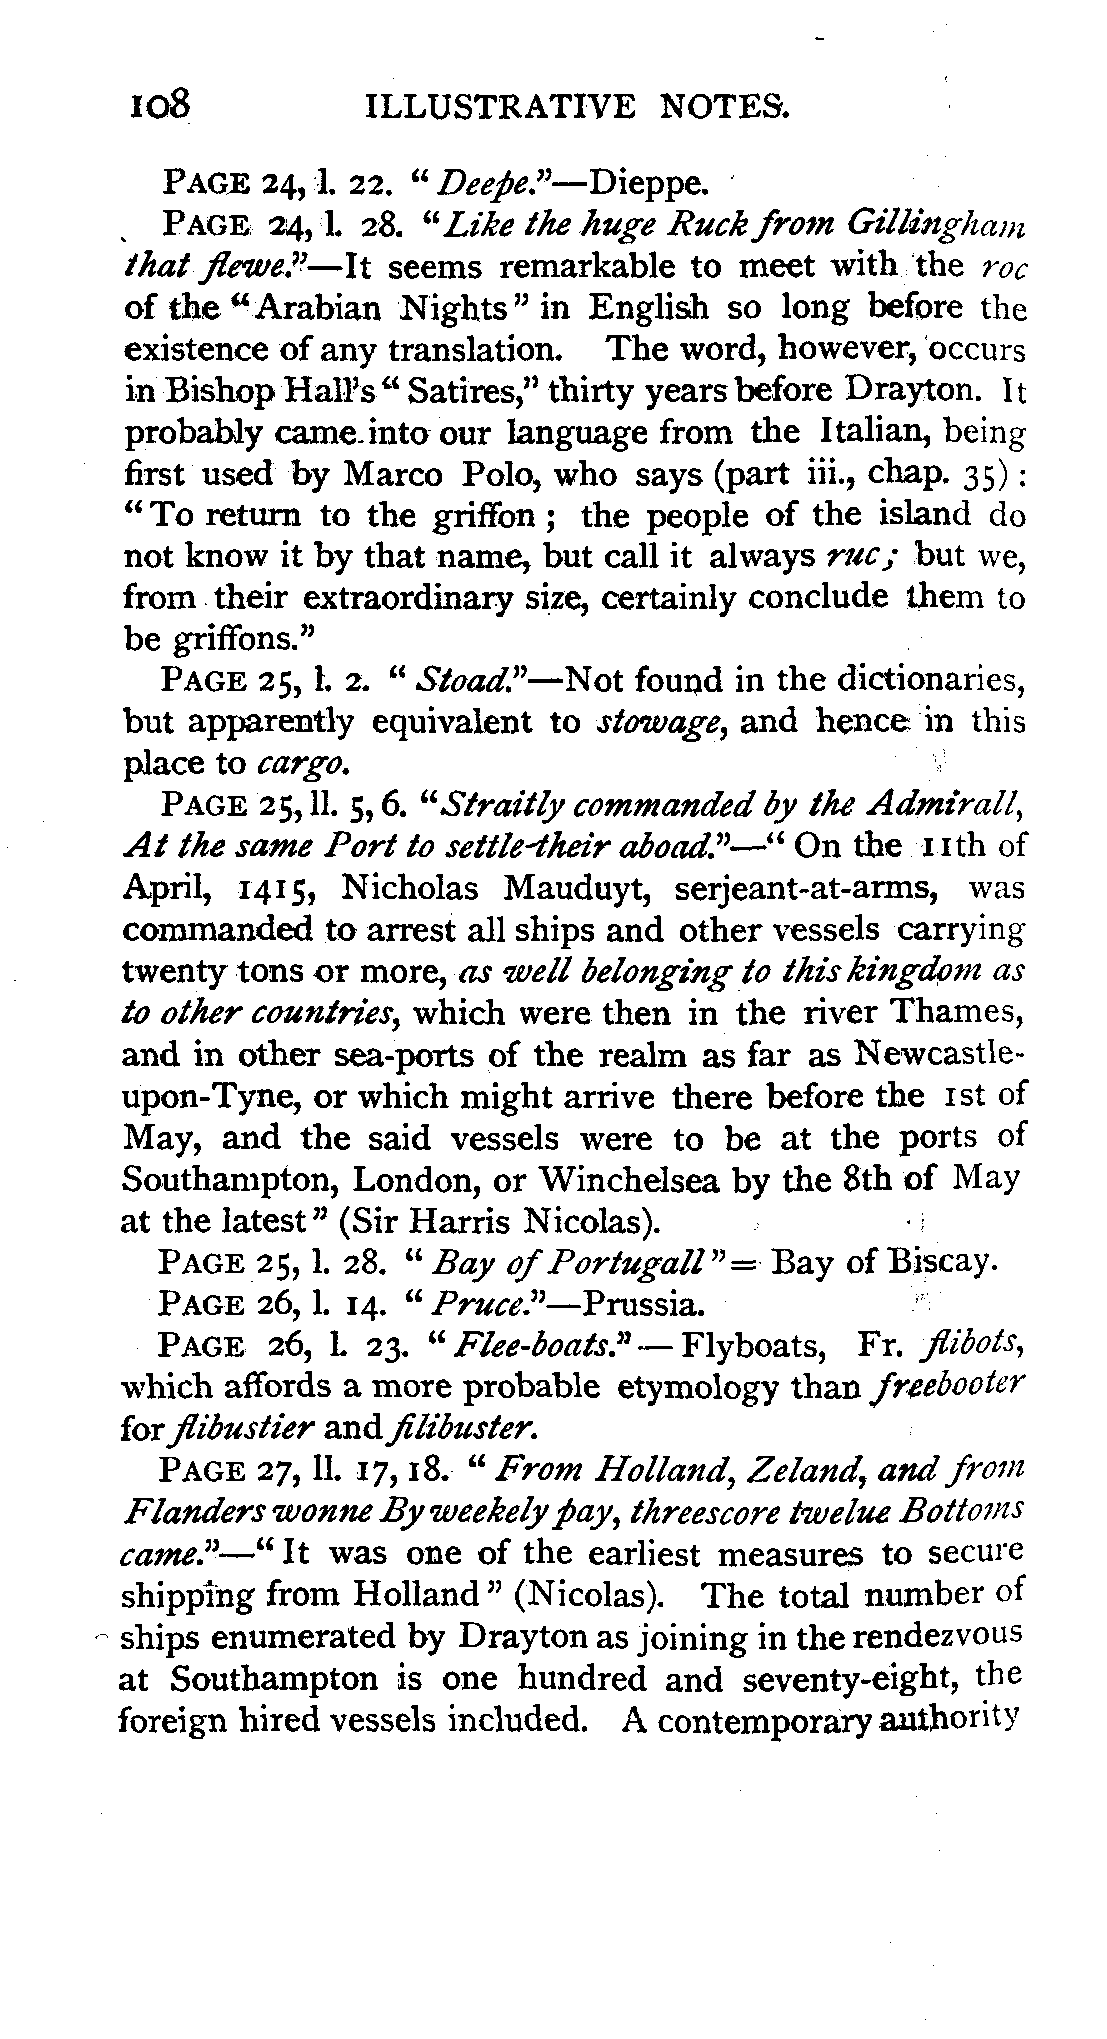 108 ILLUSTRATIVE NOTES.
PAGE 24, l. 22. "Deepe."—Dieppe.
PAGE 24, l. 28. "Like the huge Ruck from Gillingham
that flewe."—It seems remarkable to meet with the roc
of the "Arabian Nights" in English so long before the
existence of any translation. The word, however, occurs
in Bishop Hall's "Satires," thirty years before Drayton. It
probably came into our language from the Italian, being
first used by Marco Polo, who says (part iii., chap. 35):
"To return to the griffon; the people of the island do
not know it by that name, but call it always ruc; but we,
from their extraordinary size, certainly conclude them to
be griffons."
PAGE 25, l. 2. "Stoad."—Not found in the dictionaries,
but apparently equivalent to stowage, and hence in this
place to cargo.
PAGE 25, ll. 5, 6. "Straitly commanded by the Admirall,
At the same Port to settle their aboad."—"On the 11th of
April, 1415, Nicholas Mauduyt, serjeant-at-arms, was
commanded to arrest all ships and other vessels carrying
twenty tons or more, as well belonging to this kingdom as
to other countries, which were then in the river Thames,
and in other sea-ports of the realm as far as Newcastle-
upon-Tyne, or which might arrive there before the 1st of
May, and the said vessels were to be at the ports of
Southampton, London, or Winchelsea by the 8th of May
at the latest" (Sir Harris Nicolas).
PAGE 25, l. 28. "Bay of Portugall"= Bay of Biscay.
PAGE 26, l. 14. "Pruce."—Prussia.
PAGE 26, l. 23. "Flee-boats."—Flyboats, Fr. flibots,
which affords a more probable etymology than freebooter
for flibustier and filibuster.
PAGE 27, ll. 17, 18. "From Holland, Zeland, and from
Flanders wonne By weekely pay, threescore twelue Bottoms
came."—"It was one of the earliest measures to secure
shipping from Holland" (Nicolas). The total number of
ships enumerated by Drayton as joining in the rendezvous
at Southampton is one hundred and seventy-eight, the
foreign hired vessels included. A contemporary authority